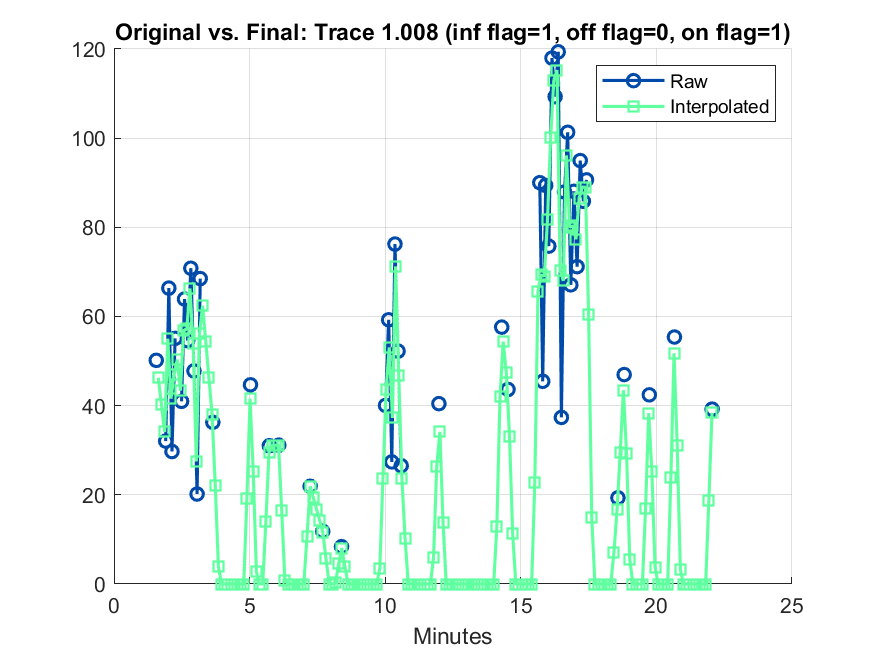 Original vs. Final: Trace 1.008 (inf flag=1, off flag=0, on flag=1)
120
100
80
60
40
20
0
Raw
Interpolated
0 5 10 15 20 25
Minutes